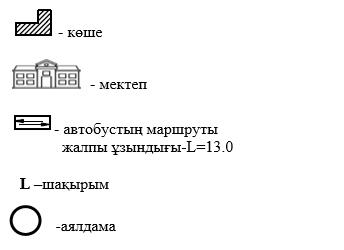 - көше
- мектеп
- автобустың маршруты
жалпы ұзындығы-L=13.0
L –шақырым
-аялдама